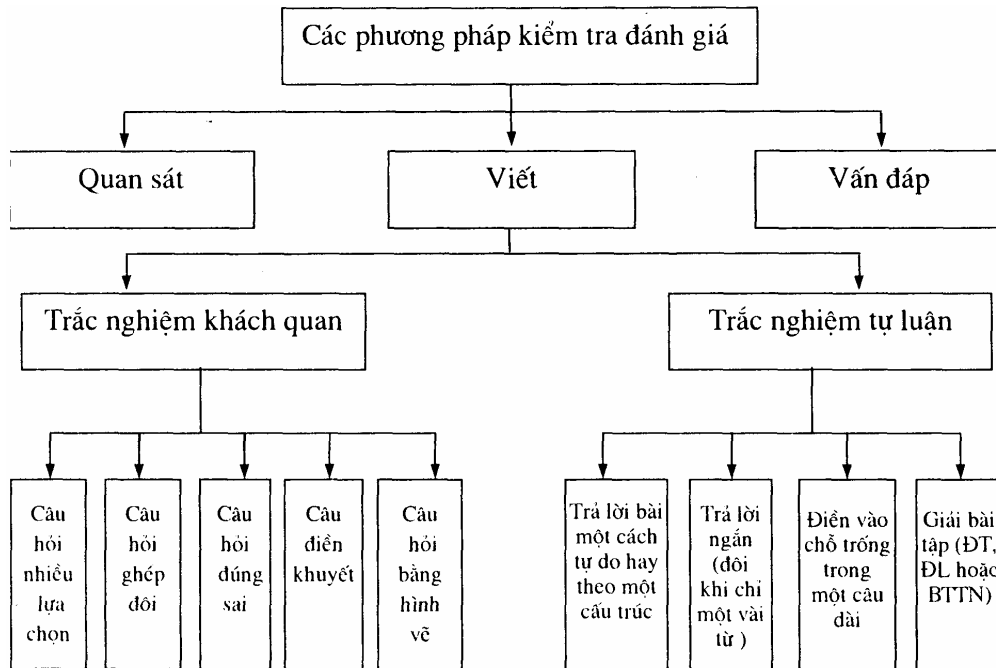 Các phương pháp kiểm tra đánh giá
Quan sát
Viết
Vấn đáp
Trắc nghiệm khách quan
Trắc nghiệm tự luận
Câu
hỏi
nhiều
lựa
chọn
Câu
hỏi
ghép
đôi
Câu
hỏi
đúng
sai
Câu
điền
khuyết
Câu
hỏi
bằng
hình
vẽ
Trả lời bài
một cách
tự do hay
theo một
cấu trúc
Trả lời
ngắn
(đôi
khi chỉ
một vài
từ )
Điền vào
chỗ trống
trong
một câu
dài
Giải bài
tập (ĐT,
ĐL hoặc
BTTN)